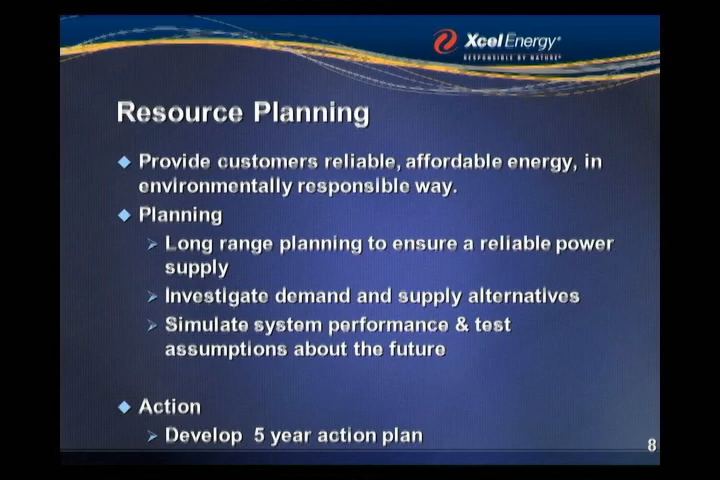 Xcel Energy®
RESPONSIBLE BY NATURE®
Resource Planning
Provide customers reliable, affordable energy, in
environmentally responsible way.
Planning
Long range planning to ensure a reliable power
supply
Investigate demand and supply alternatives
Simulate system performance & test
assumptions about the future
Action
Develop 5 year action plan
8